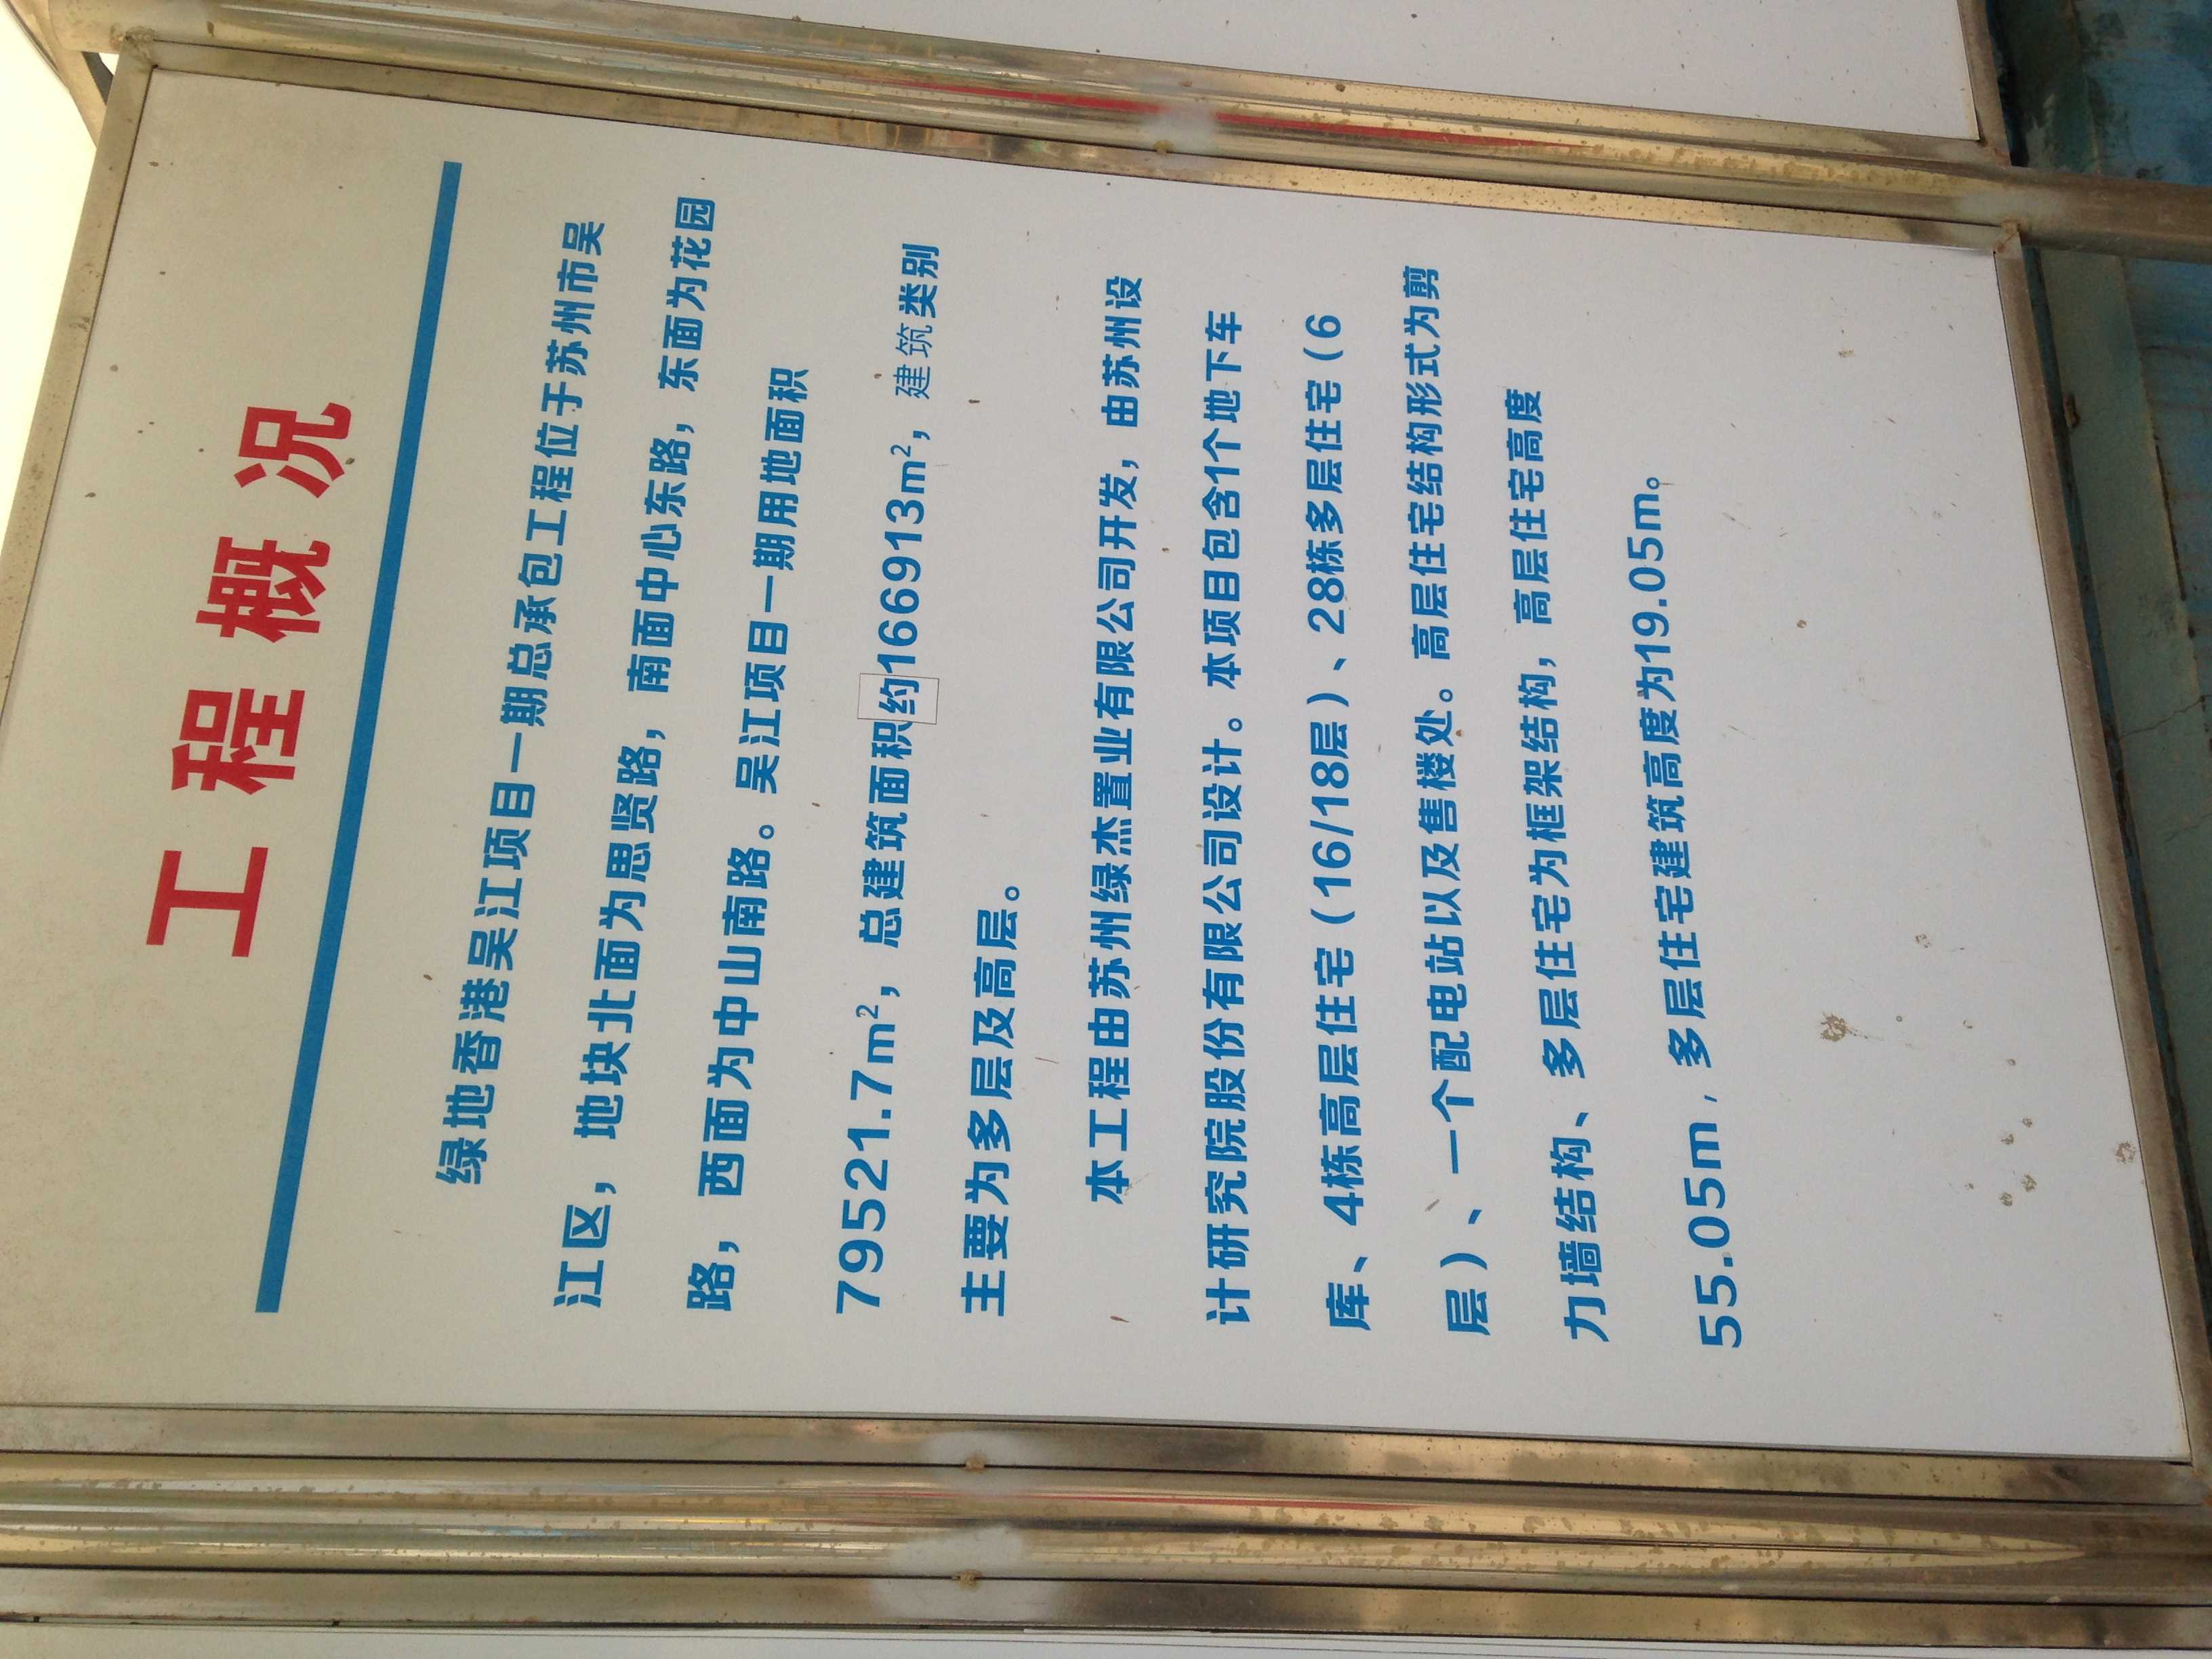 工程概况
绿地香港吴江项目一期总承包工程位于苏州市吴
江区，地块北面为思贤路，南面中心东路，东面为花园
路，西面为中山南路。吴江项目一期用地面积
79521.7m²，总建筑面积约166913m²，建筑类别
主要为多层及高层。
本工程由苏州绿杰置业有限公司开发，由苏州设
计研究院股份有限公司设计。本项目包含1个地下车
库、4栋高层住宅（16/18层）、28栋多层住宅（6
层）、一个配电站以及售楼处。高层住宅结构形式为剪
力墙结构、多层住宅为框架结构，高层住宅高度
55.05m，多层住宅建筑高度为19.05m。